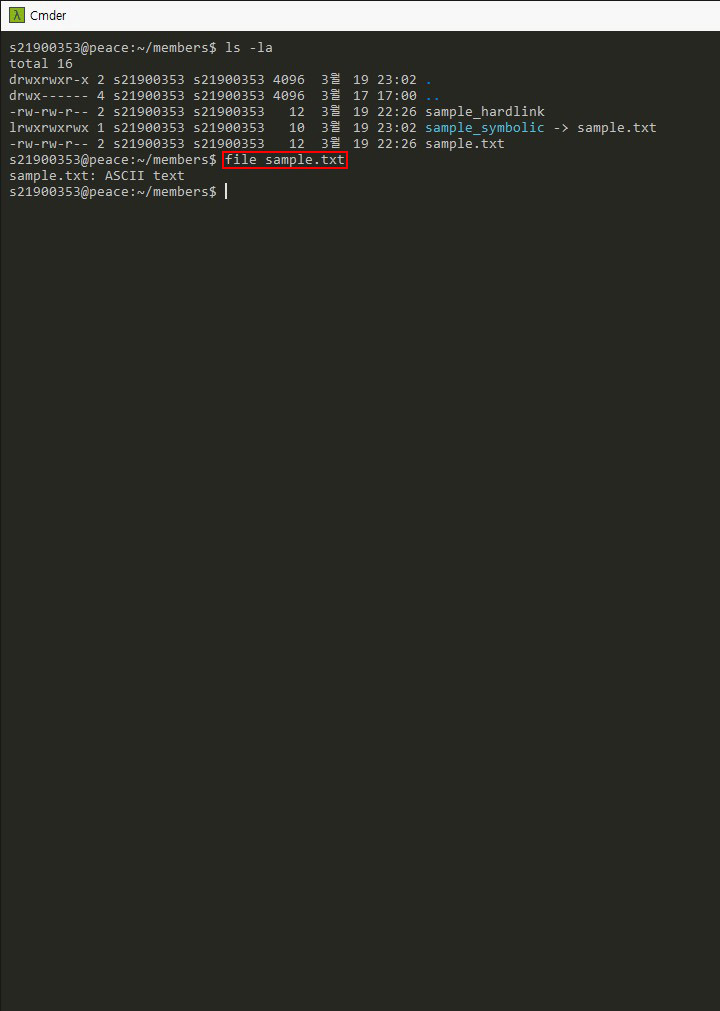 Cmder
s21900353@peace:~/members$ ls -la
total 16
drwxrwxr-x 2 s21900353 s21900353 4096  3월 19 23:02 .
drwx------ 4 s21900353 s21900353 4096  3월 17 17:00 ..
-rw-rw-r-- 2 s21900353 s21900353   12  3월 19 22:26 sample_hardlink
lrwxrwxrwx 1 s21900353 s21900353   10  3월 19 23:02 sample_symbolic -> sample.txt
-rw-rw-r-- 2 s21900353 s21900353   12  3월 19 22:26 sample.txt
s21900353@peace:~/members$ file sample.txt
sample.txt: ASCII text
s21900353@peace:~/members$